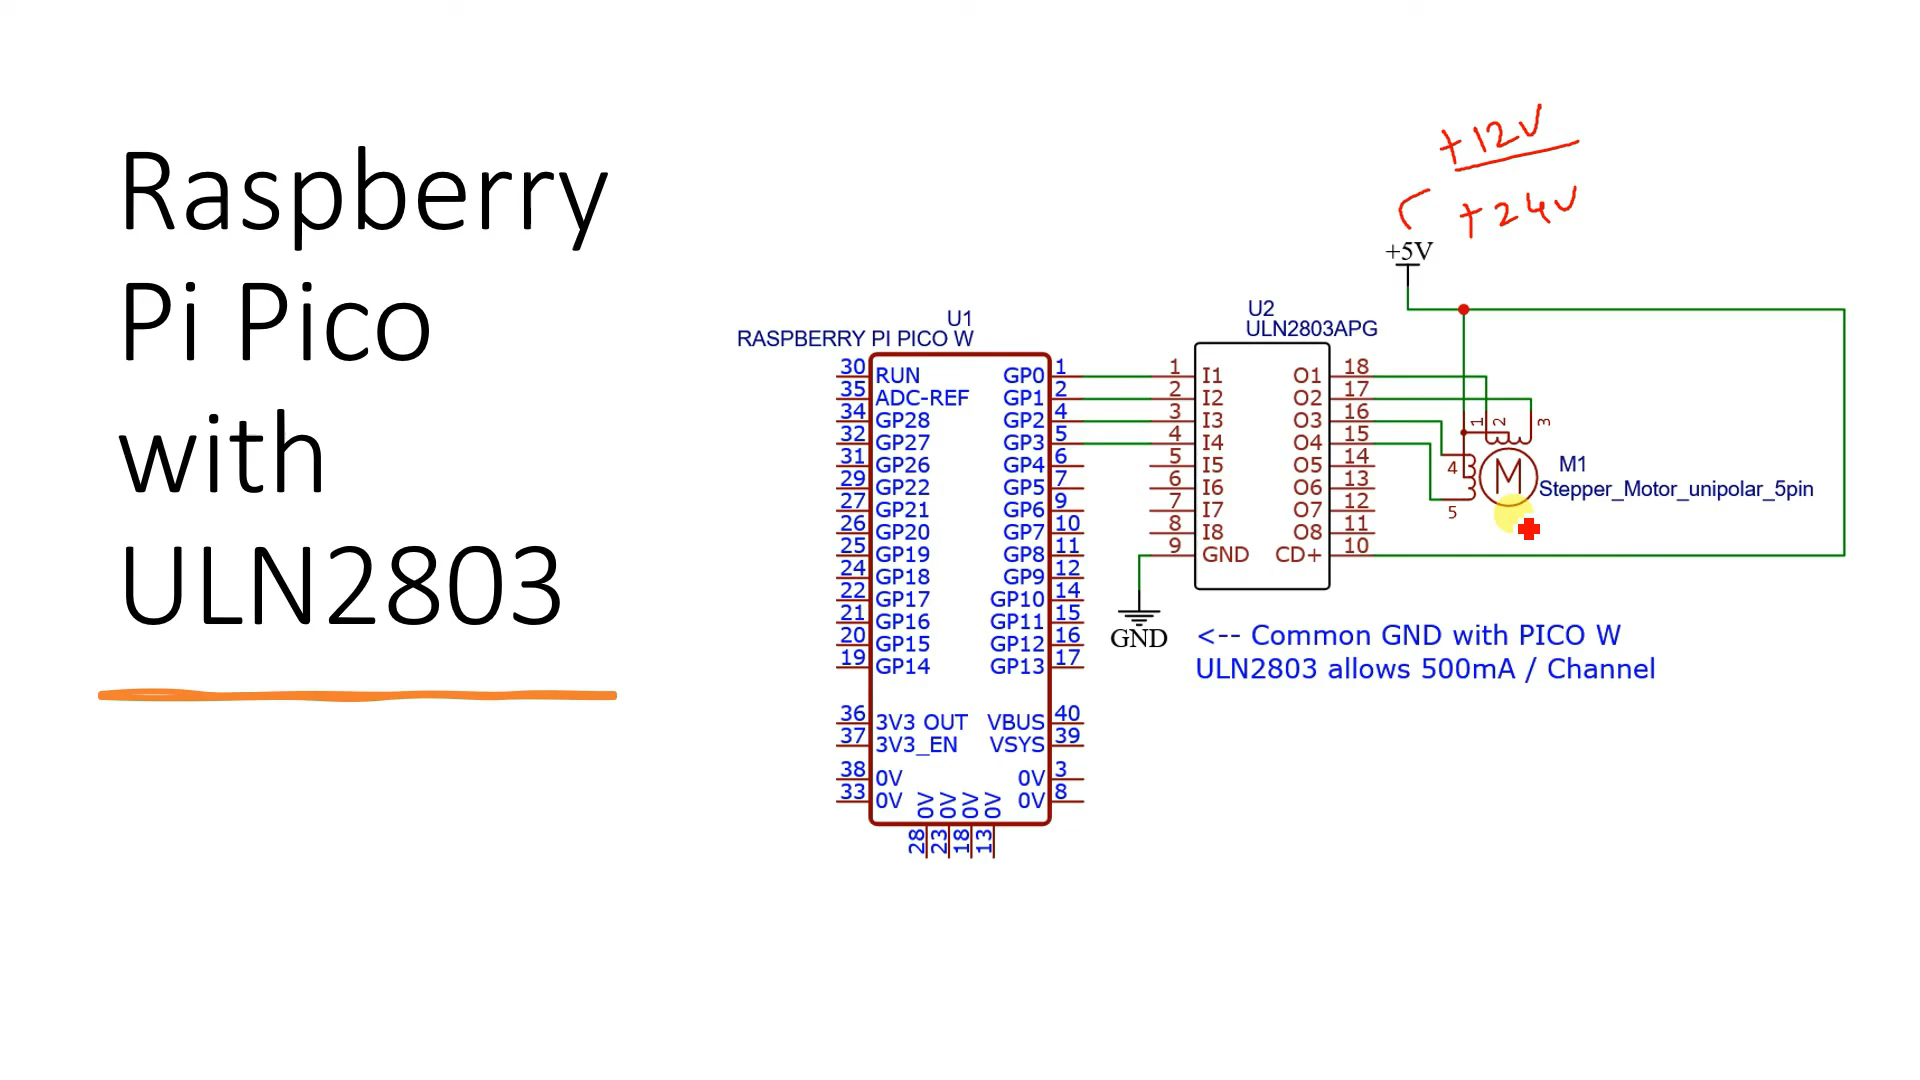 Raspberry
Pi Pico
with
ULN2803
+12V
+24V
+5V
U1
RASPBERRY PI PICO W
30 RUN GP0 1
35 ADC-REF GP1 2
34 GP28 GP2 4
32 GP27 GP3 5
31 GP26 GP4 6
29 GP22 GP5 7
27 GP21 GP6 9
26 GP20 GP7 10
25 GP19 GP8 11
24 GP18 GP9 12
22 GP17 GP10 14
21 GP16 GP11 15
20 GP15 GP12 16
19 GP14 GP13 17
36 3V3 OUT VBUS 40
37 3V3_EN VSYS 39
38 0V 0V 3
33 0V 0V 8
0V 0V 0V 0V
28 23 18 13
U2
ULN2803APG
1 I1 O1 18
2 I2 O2 17
3 I3 O3 16
4 I4 O4 15
5 I5 O5 14
6 I6 O6 13
7 I7 O7 12
8 I8 O8 11
9 GND CD+ 10
GND
1 2 3
4
5
M
M1
Stepper_Motor_unipolar_5pin
<-- Common GND with PICO W
ULN2803 allows 500mA / Channel